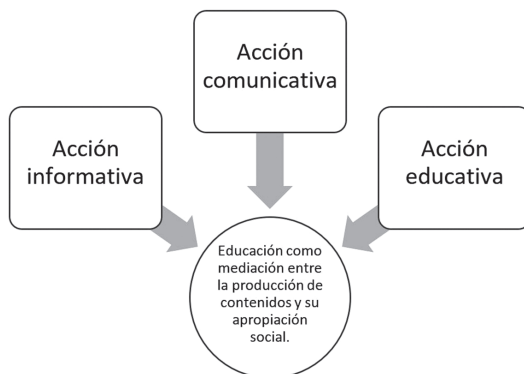 Acción
comunicativa
Acción
informativa
Acción
educativa
Educación como
mediación entre
la producción de
contenidos y su
apropiación
social.